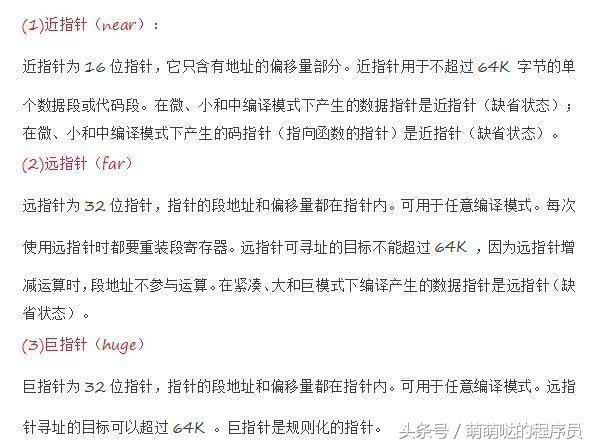 (1)近指针（near）：
近指针为 16 位指针，它只含有地址的偏移量部分。近指针用于不超过 64K 字节的单
个数据段或代码段。在微、小和中编译模式下产生的数据指针是近指针（缺省状态）；
在微、小和中编译模式下产生的码指针（指向函数的指针）是近指针（缺省状态）。
(2)远指针（far）
远指针为 32 位指针，指针的段地址和偏移量都在指针内。可用于任意编译模式。每次
使用远指针时都要重装段寄存器。远指针可寻址的目标不能超过 64K ，因为远指针增
减运算时，段地址不参与运算。在紧凑、大和巨模式下编译产生的数据指针是远指针（缺
省状态）。
(3)巨指针（huge）
巨指针为 32 位指针，指针的段地址和偏移量都在指针内。可用于任意编译模式。远指
针寻址的目标可以超过 64K 。巨指针是规则化的指针。
头条号 / 萌萌哒的程序员